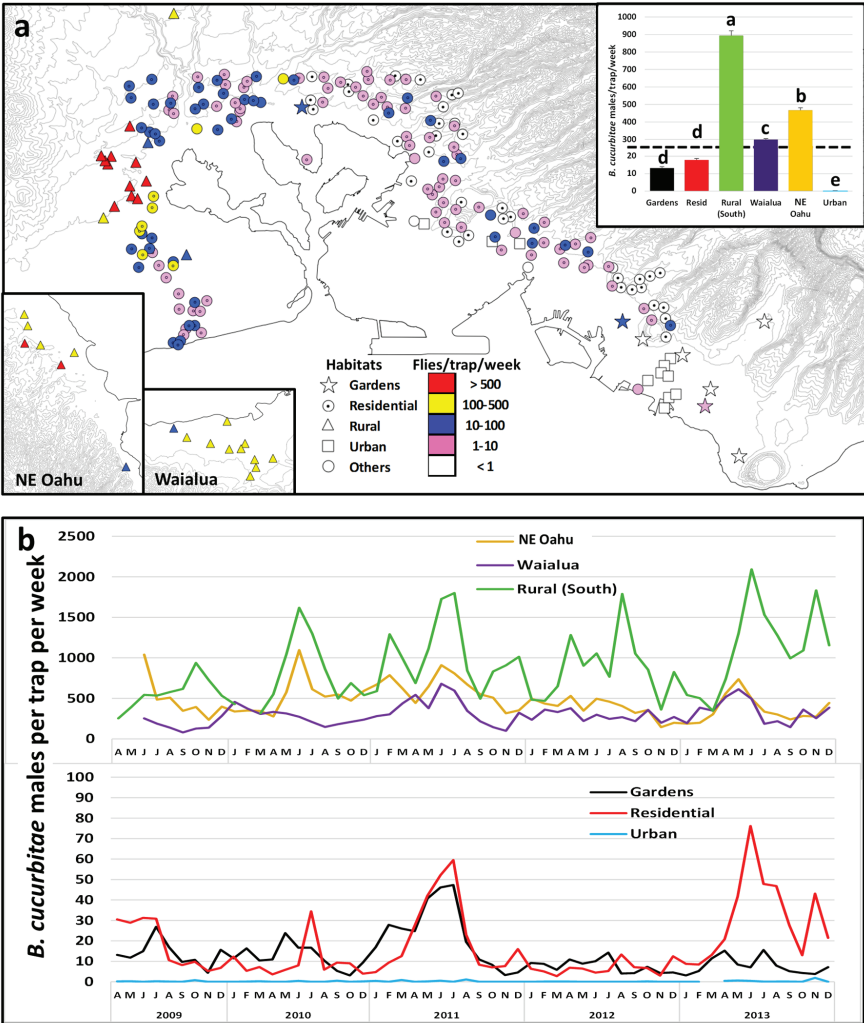 a
B. cucurbitae males/trap/week
1000
900
800
700
600
500
400
300
20
10
0
d
d
a
c
b
e
Gardens Resid Rural (South) Waialua NE Oahu Urban
NE Oahu
Waialua
Habitats Flies/trap/week
Gardens > 500
Residential 100-500
Rural 10-100
Urban 1-10
Others < 1
b
B. cucurbitae males per trap per week
NE Oahu
Waialua
Rural (South)
2500
2000
1500
1000
500
0
A M J J A S O N D J F M A M J J A S O N D J F M A M J J A S O N D J F M A M J J A S O N D J F M A M J J A S O N D
Gardens
Residential
Urban
100
90
80
70
60
50
40
30
20
10
0
A M J J A S O N D J F M A M J J A S O N D J F M A M J J A S O N D J F M A M J J A S O N D J F M A M J J A S O N D
2009 2010 2011 2012 2013